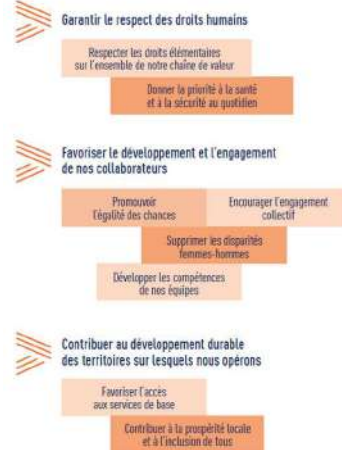 Garantir le respect des droits humains
Respecter les droits élémentaires
sur l'ensemble de notre chaîne de valeur
Donner la priorité à la santé
et à la sécurité au quotidien
Favoriser le développement et l'engagement
de nos collaborateurs
Promouvoir
l'égalité des chances
Encourager l'engagement
collectif
Supprimer les disparités
femmes-hommes
Développer les compétences
de nos équipes
Contribuer au développement durable
des territoires sur lesquels nous opérons
Favoriser l'accès
aux services de base
Contribuer à la prospérité locale
et à l'inclusion de tous